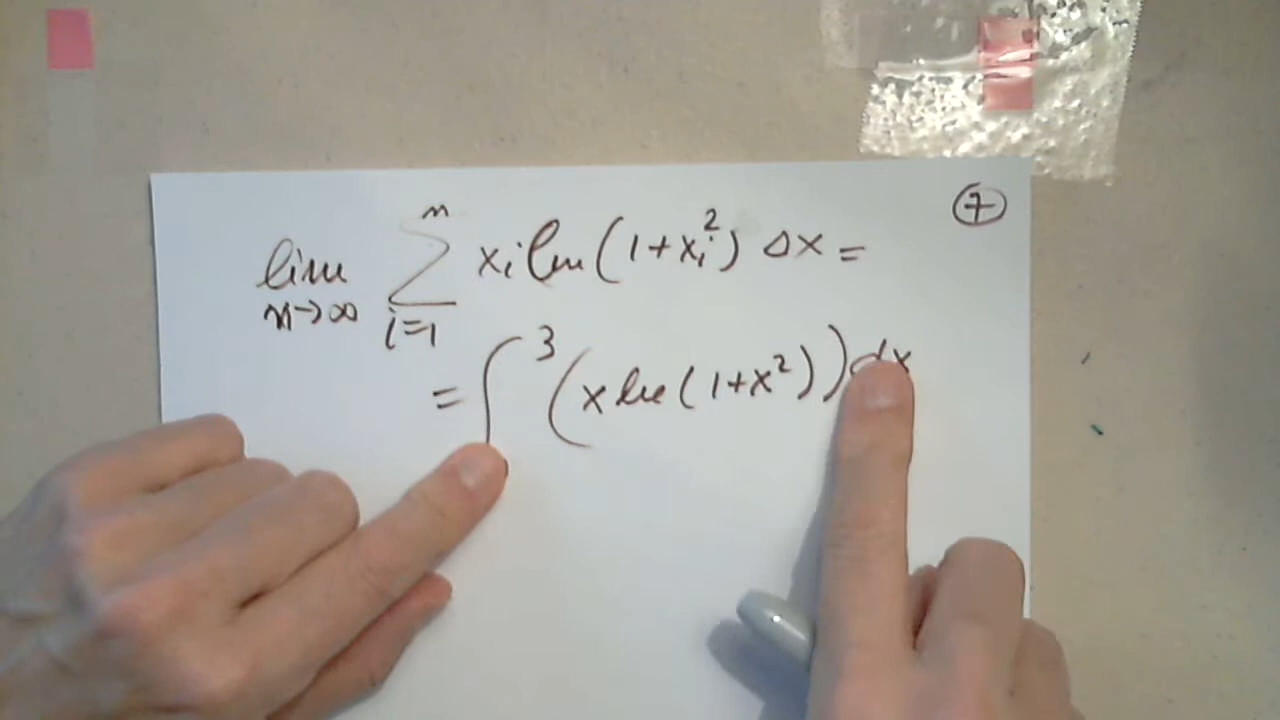 ⑦
lim n→∞ ∑ i=1 n xᵢ ln(1+xᵢ²) Δx =
= ∫ 3 (x ln(1+x²)) dx